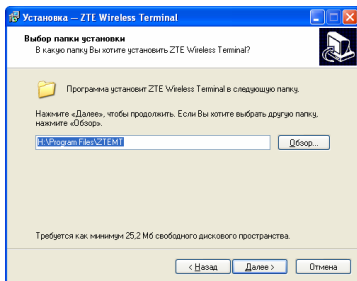 Установка — ZTE Wireless Terminal
Выбор папки установки
В какую папку Вы хотите установить ZTE Wireless Terminal?
Программа установит ZTE Wireless Terminal в следующую папку.
Нажмите «Далее», чтобы продолжить. Если Вы хотите выбрать другую папку,
нажмите «Обзор».
H:\Program Files\ZTEMT
Обзор...
Требуется как минимум 25,2 Мб свободного дискового пространства.
< Назад
Далее >
Отмена